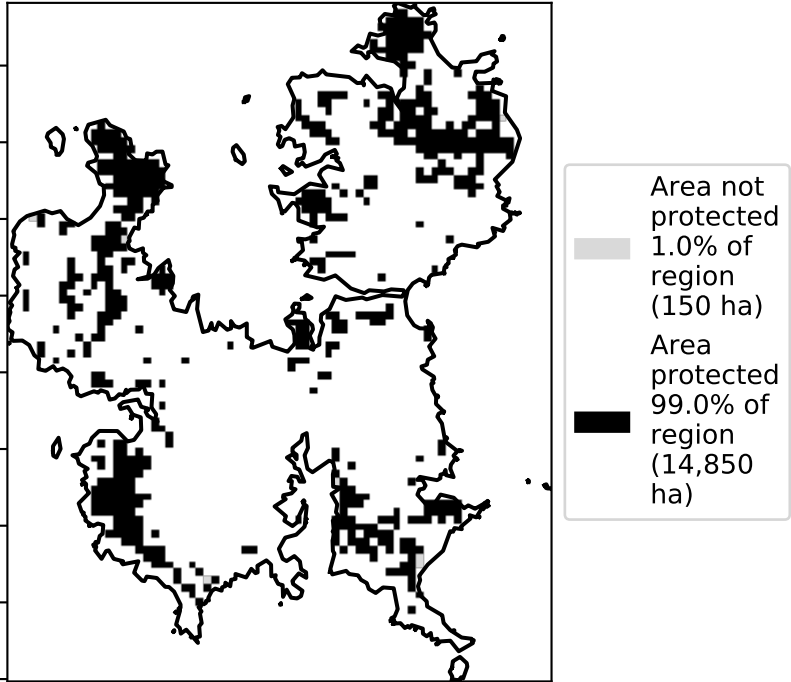 Area not
protected
1.0% of
region
(150 ha)
Area
protected
99.0% of
region
(14,850
ha)